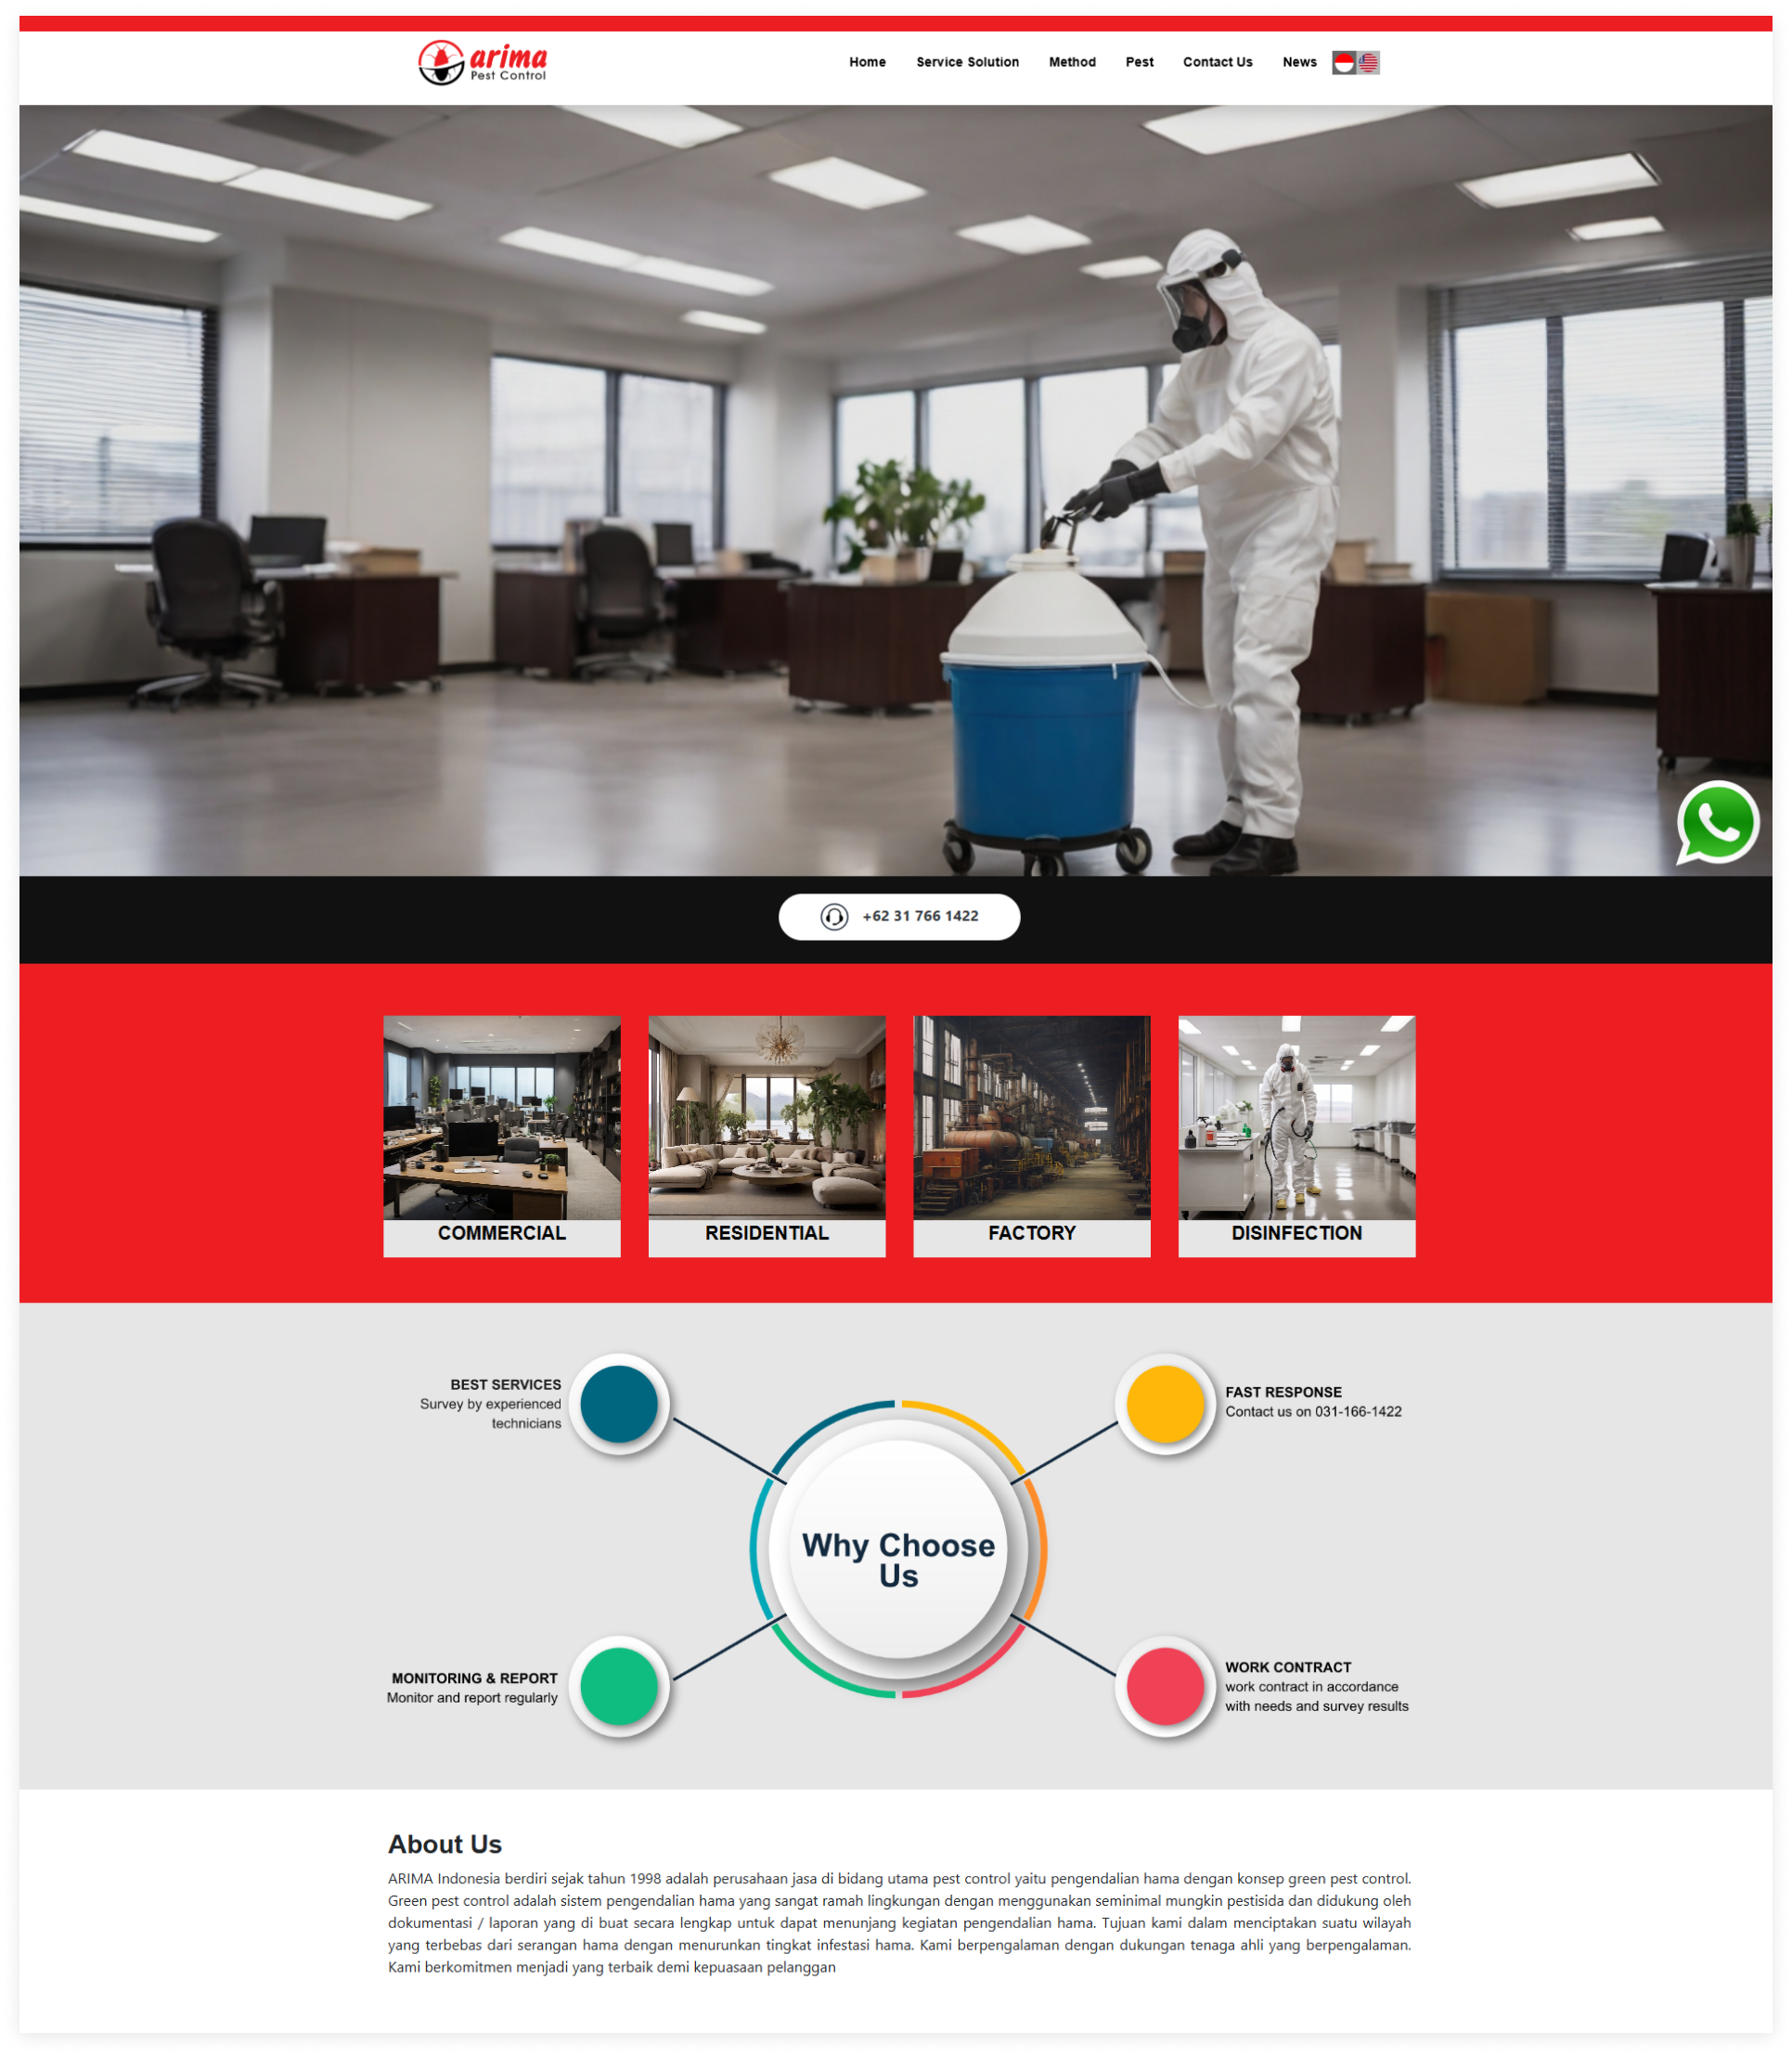 arima
Pest Control
Home Service Solution Method Pest Contact Us News
+62 31 766 1422
COMMERCIAL
RESIDENTIAL
FACTORY
DISINFECTION
BEST SERVICES
Survey by experienced
technicians
FAST RESPONSE
Contact us on 031-166-1422
Why Choose
Us
MONITORING & REPORT
Monitor and report regularly
WORK CONTRACT
work contract in accordance
with needs and survey results
About Us
ARIMA Indonesia berdiri sejak tahun 1998 adalah perusahaan jasa di bidang utama pest control yaitu pengendalian hama dengan konsep green pest control.
Green pest control adalah sistem pengendalian hama yang sangat ramah lingkungan dengan menggunakan seminimal mungkin pestisida dan didukung oleh
dokumentasi / laporan yang di buat secara lengkap untuk dapat menunjang kegiatan pengendalian hama. Tujuan kami dalam menciptakan suatu wilayah
yang terbebas dari serangan hama dengan menurunkan tingkat infestasi hama. Kami berpengalaman dengan dukungan tenaga ahli yang berpengalaman.
Kami berkomitmen menjadi yang terbaik demi kepuasaan pelanggan